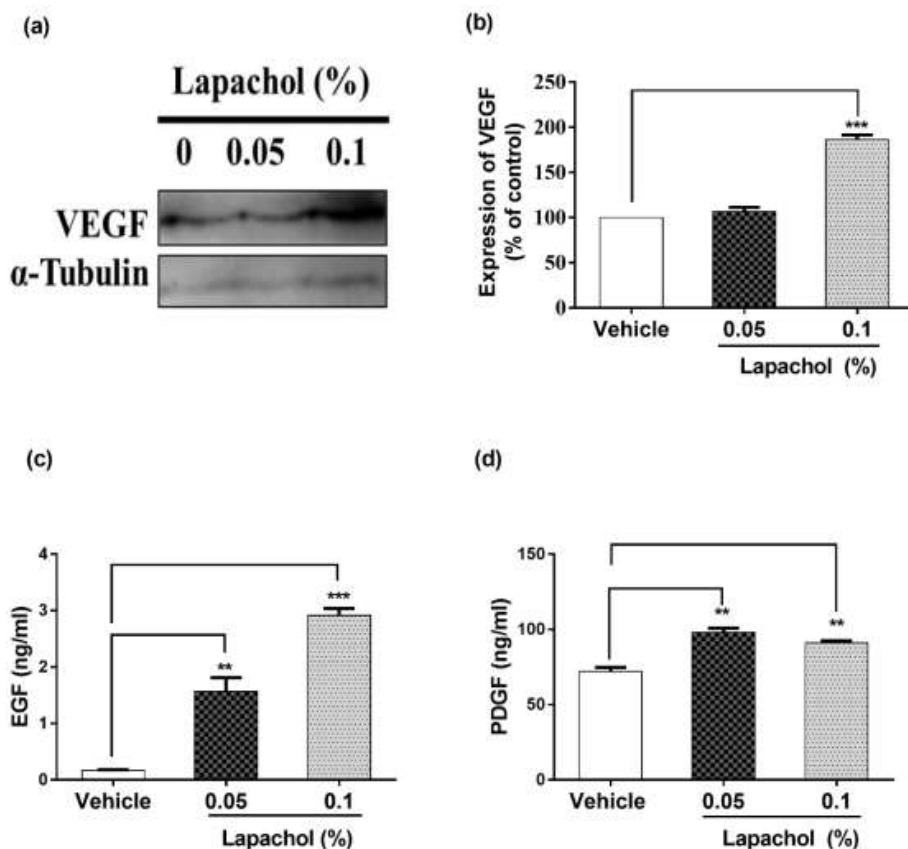 (a)
Lapachol (%)
0 0.05 0.1
VEGF
α-Tubulin
(b)
Expression of VEGF
(% of control)
250
200
150
100
50
0
***
Vehicle 0.05 0.1
Lapachol (%)
(c)
EGF (ng/ml)
4
3
2
1
0
**
***
Vehicle 0.05 0.1
Lapachol (%)
(d)
PDGF (ng/ml)
150
100
50
0
**
**
Vehicle 0.05 0.1
Lapachol (%)